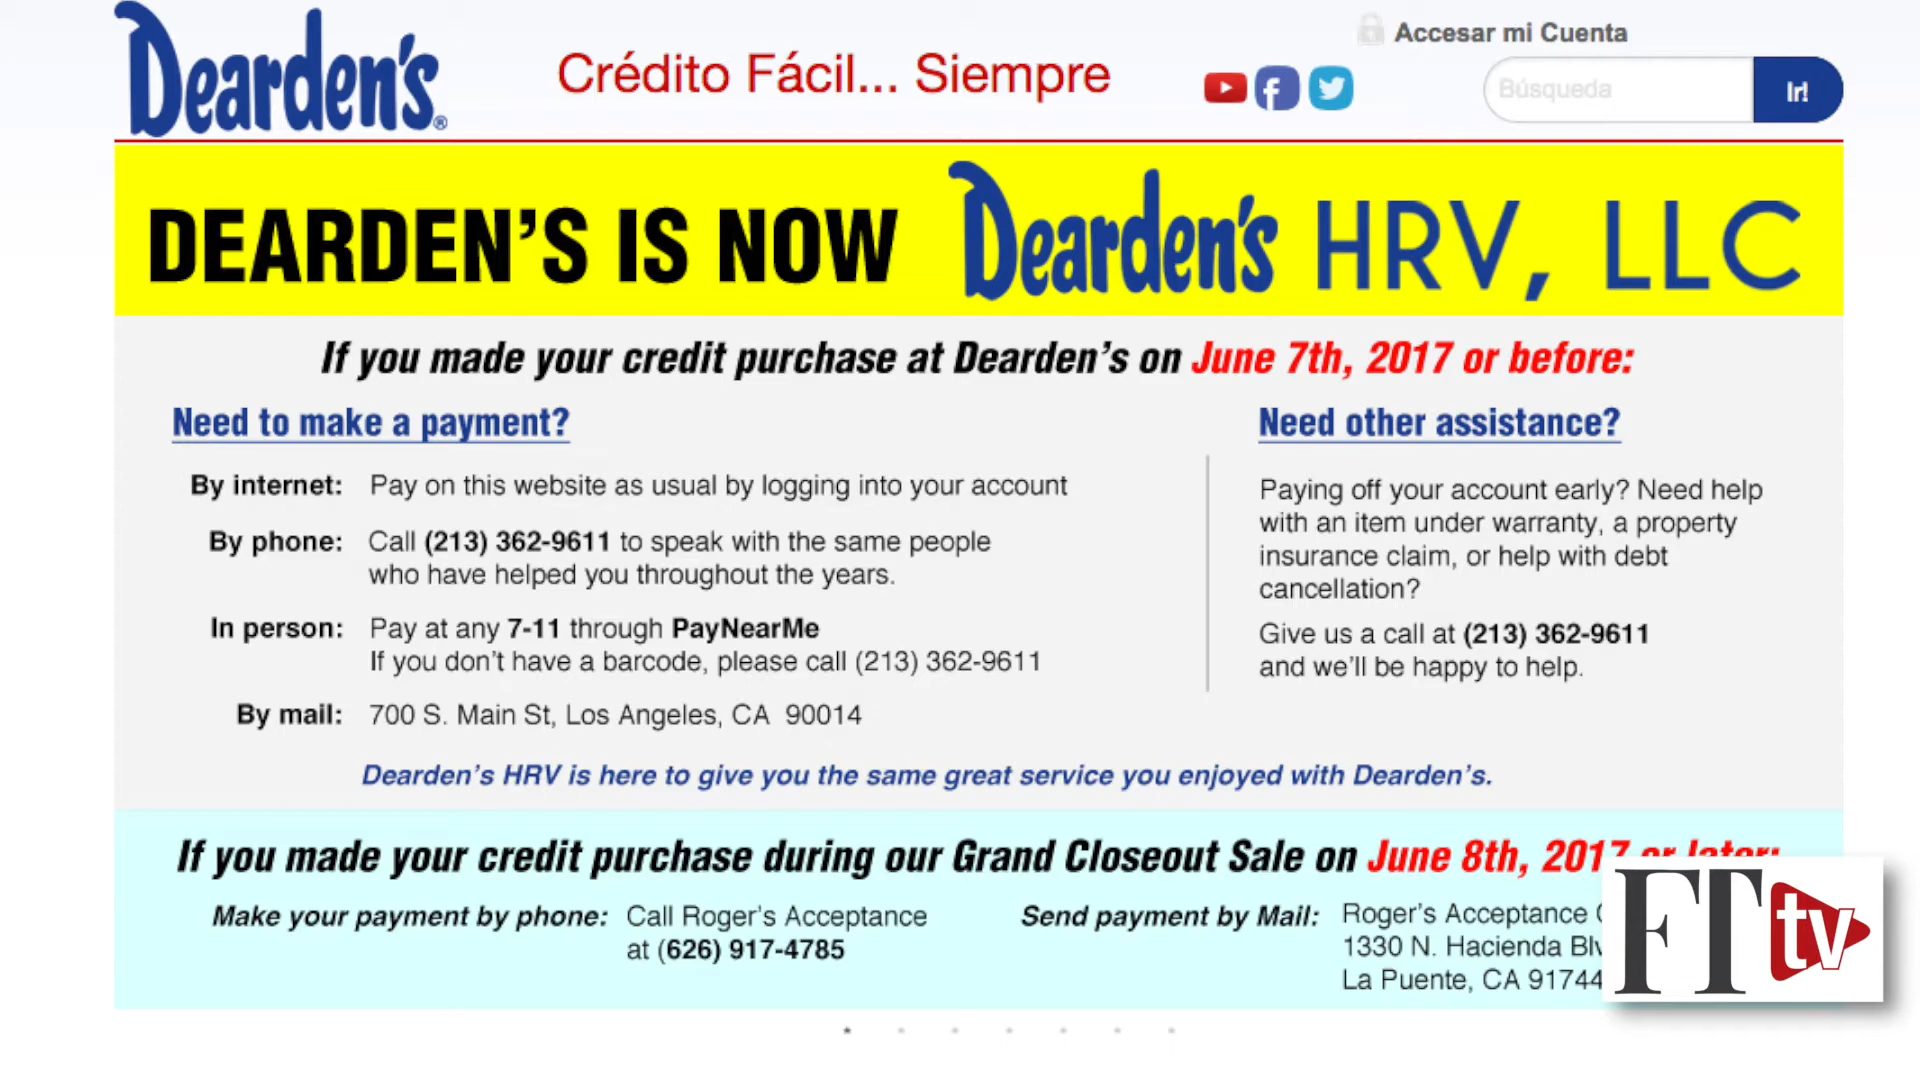 Dearden's®
Crédito Fácil... Siempre
Accesar mi Cuenta
Búsqueda
Ir!
DEARDEN'S IS NOW Dearden's HRV, LLC
If you made your credit purchase at Dearden's on June 7th, 2017 or before:
Need to make a payment?
By internet: Pay on this website as usual by logging into your account
By phone: Call (213) 362-9611 to speak with the same people
who have helped you throughout the years.
In person: Pay at any 7-11 through PayNearMe
If you don't have a barcode, please call (213) 362-9611
By mail: 700 S. Main St, Los Angeles, CA 90014
Need other assistance?
Paying off your account early? Need help
with an item under warranty, a property
insurance claim, or help with debt
cancellation?
Give us a call at (213) 362-9611
and we'll be happy to help.
Dearden's HRV is here to give you the same great service you enjoyed with Dearden's.
If you made your credit purchase during our Grand Closeout Sale on June 8th, 2017 or later:
Make your payment by phone: Call Roger's Acceptance
at (626) 917-4785
Send payment by Mail: Roger's Acceptance
1330 N. Hacienda
La Puente, CA 91744
FT tv